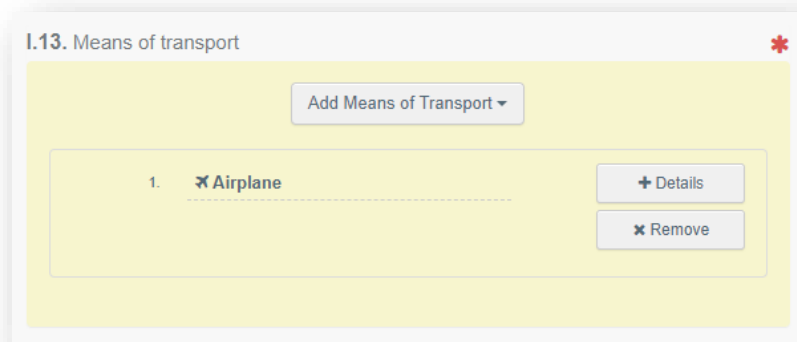 I.13. Means of transport *
Add Means of Transport
1. Airplane
+ Details
× Remove